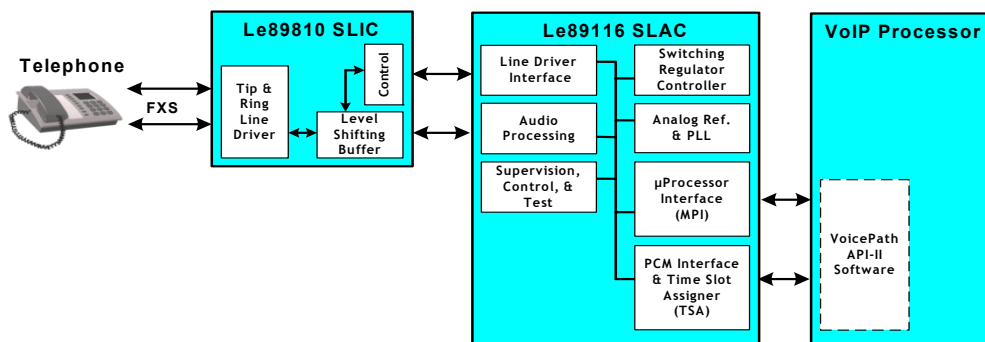 Telephone
FXS
Le89810 SLIC
Tip &
Ring
Line
Driver
Control
Level
Shifting
Buffer
Le89116 SLAC
Line Driver
Interface
Audio
Processing
Supervision,
Control, &
Test
Switching
Regulator
Controller
Analog Ref.
& PLL
µProcessor
Interface
(MPI)
PCM Interface
& Time Slot
Assigner
(TSA)
VoIP Processor
VoicePath
API-II
Software